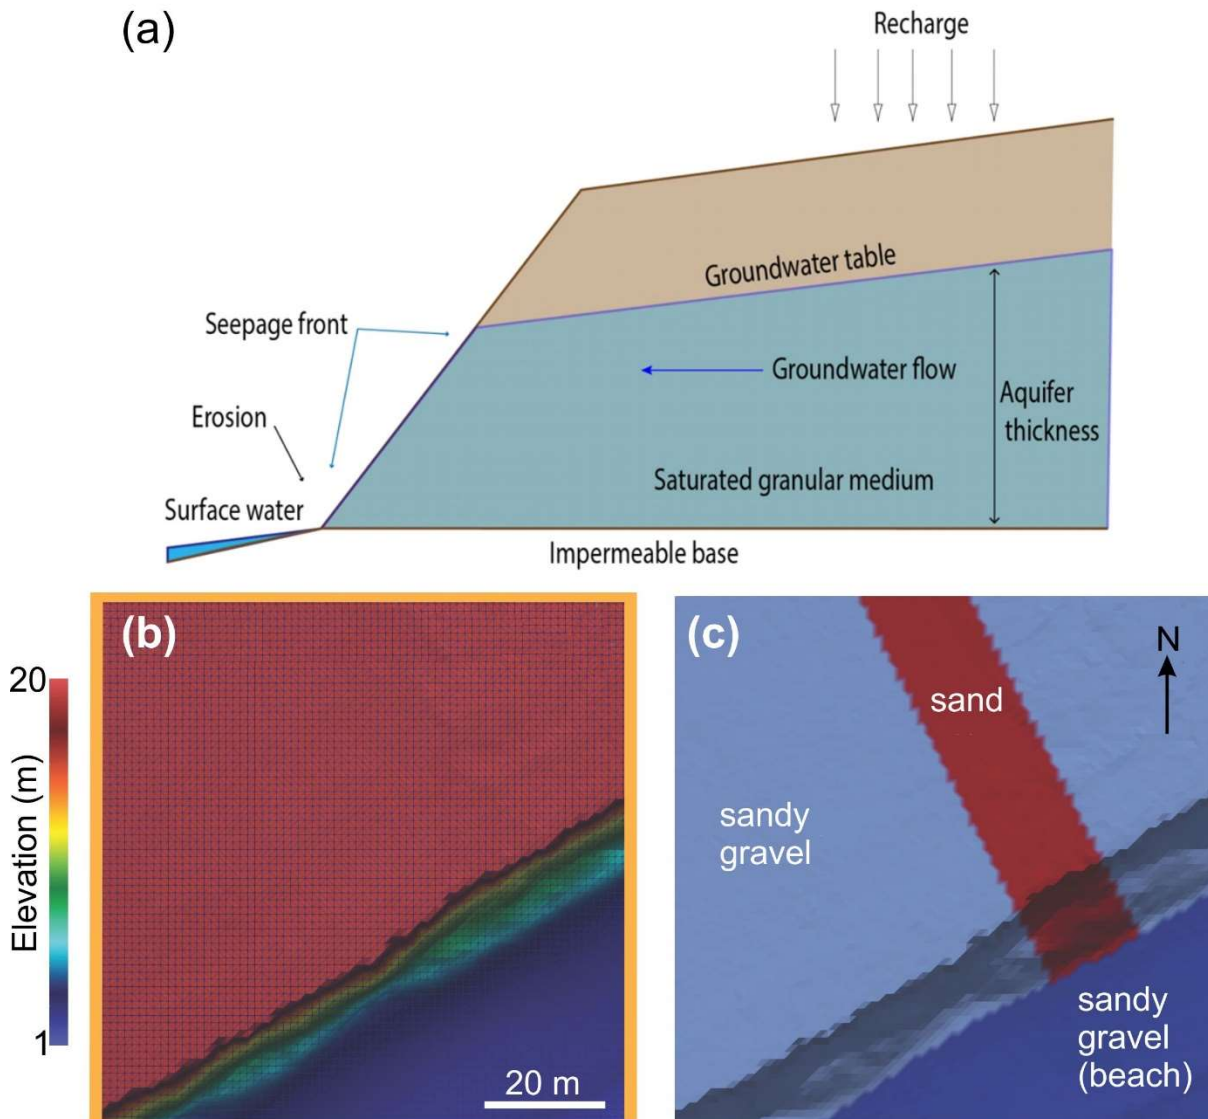 (a)
Recharge
Groundwater table
Seepage front
Groundwater flow
Aquifer
thickness
Erosion
Saturated granular medium
Surface water
Impermeable base
(b)
20
Elevation (m)
1
20 m
(c)
N
sand
sandy
gravel
sandy
gravel
(beach)